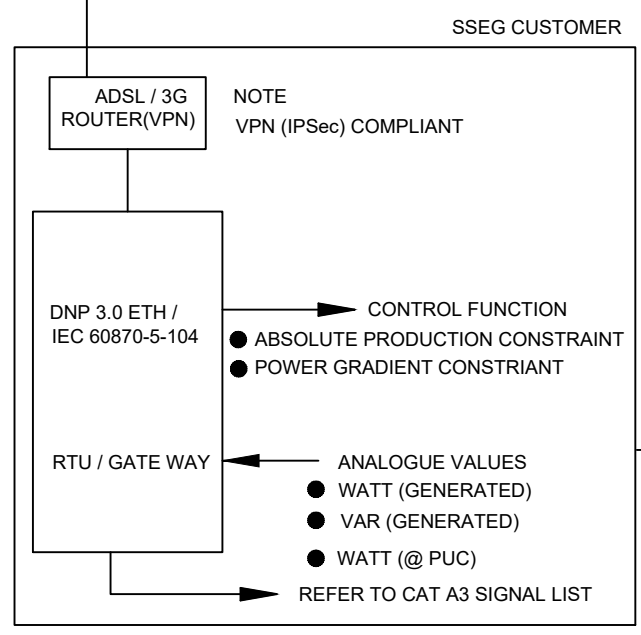 SSEG CUSTOMER
ADSL / 3G
ROUTER(VPN)
NOTE
VPN (IPSec) COMPLIANT
DNP 3.0 ETH /
IEC 60870-5-104
CONTROL FUNCTION
ABSOLUTE PRODUCTION CONSTRAINT
POWER GRADIENT CONSTRIANT
RTU / GATE WAY
ANALOGUE VALUES
WATT (GENERATED)
VAR (GENERATED)
WATT (@ PUC)
REFER TO CAT A3 SIGNAL LIST